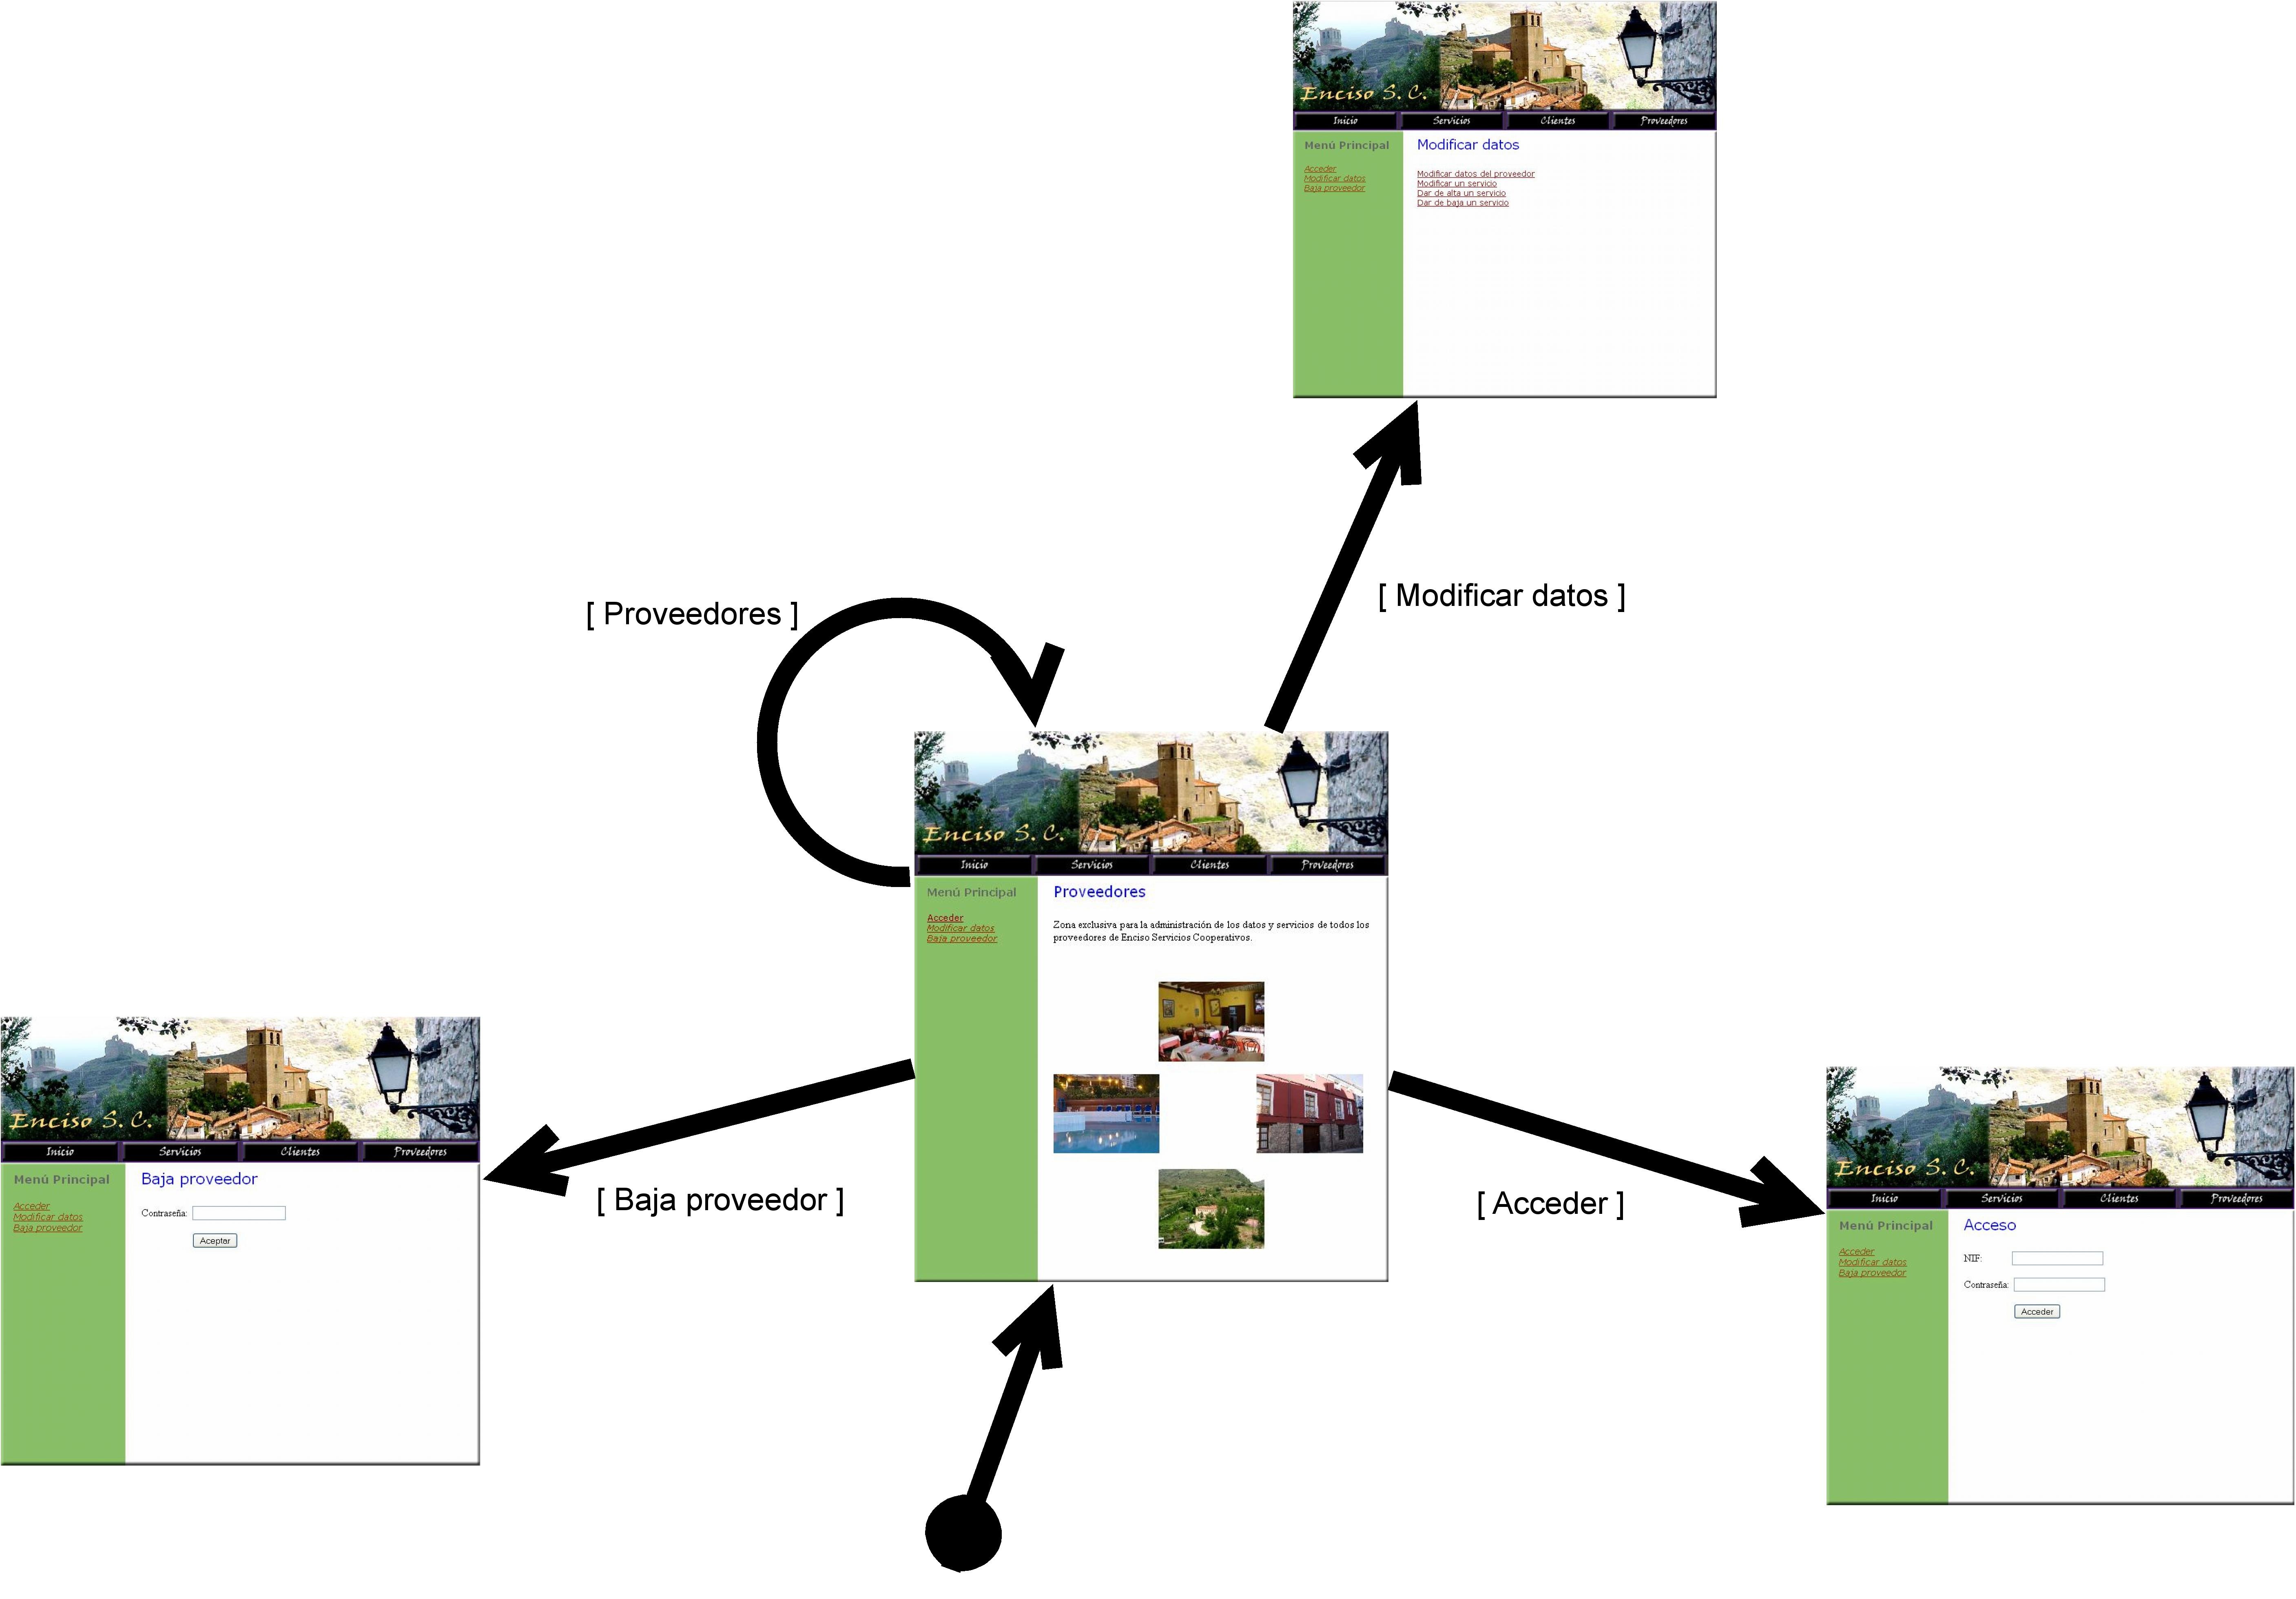 Enciso S. C.
Inicio Servicios Clientes Proveedores
Menú Principal
Acceder
Modificar datos
Baja proveedor
Modificar datos
Modificar datos del proveedor
Modificar un servicio
Dar de alta un servicio
Dar de baja un servicio
[ Modificar datos ]
[ Proveedores ]
Enciso S. C.
Inicio Servicios Clientes Proveedores
Menú Principal
Acceder
Modificar datos
Baja proveedor
Proveedores
Zona exclusiva para la administración de los datos y servicios de todos los
proveedores de Enciso Servicios Cooperativos.
Enciso S. C.
Inicio Servicios Clientes Proveedores
Menú Principal
Acceder
Modificar datos
Baja proveedor
Baja proveedor
Contraseña:
Aceptar
[ Baja proveedor ]
[ Acceder ]
Enciso S. C.
Inicio Servicios Clientes Proveedores
Menú Principal
Acceder
Modificar datos
Baja proveedor
Acceso
NIF:
Contraseña:
Acceder